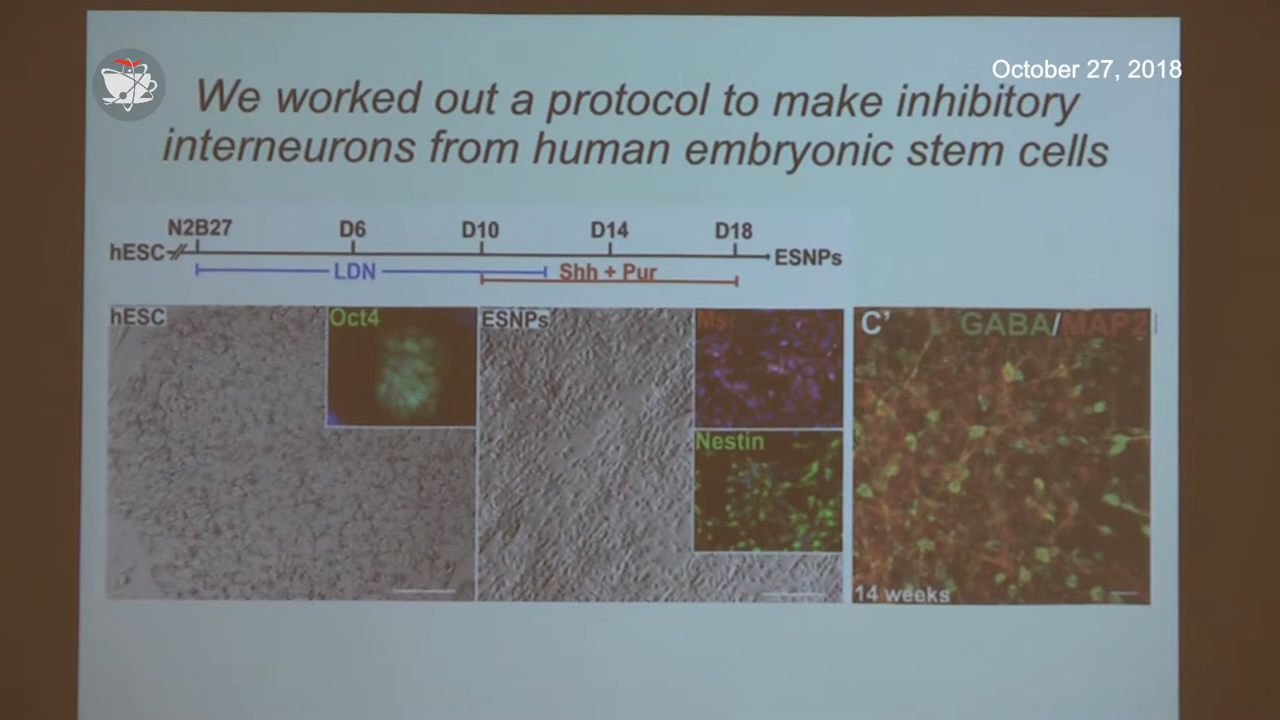 October 27, 2018
We worked out a protocol to make inhibitory
interneurons from human embryonic stem cells
N2B27 D6 D10 D14 D18
hESC ESNPs
LDN Shh + Pur
hESC Oct4 ESNPs Msi C’ GABA/MAP2
Nestin
14 weeks